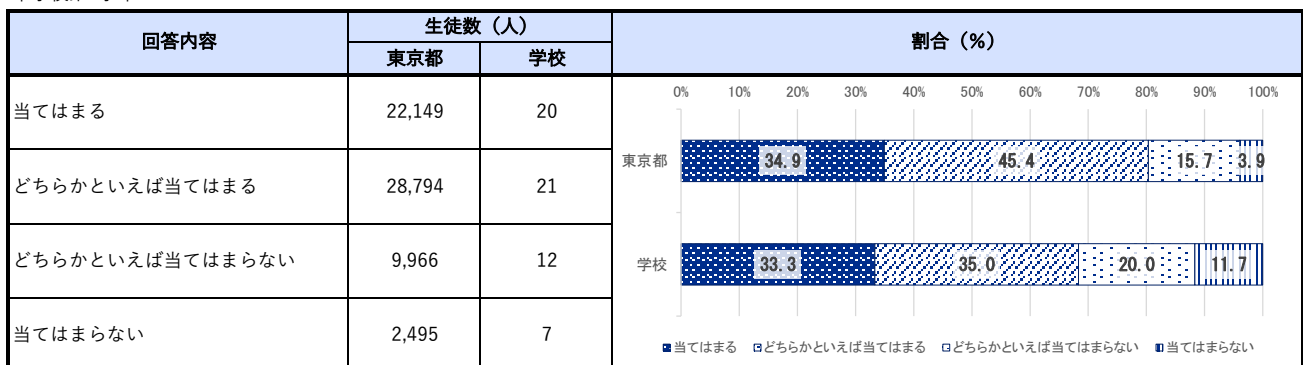 回答内容 生徒数（人） 割合（%）
東京都 学校
当てはまる 22,149 20
どちらかといえば当てはまる 28,794 21
どちらかといえば当てはまらない 9,966 12
当てはまらない 2,495 7
0% 10% 20% 30% 40% 50% 60% 70% 80% 90% 100%
東京都 34.9 45.4 15.7 3.9
学校 33.3 35.0 20.0 11.7
当てはまる どちらかといえば当てはまる どちらかといえば当てはまらない 当てはまらない